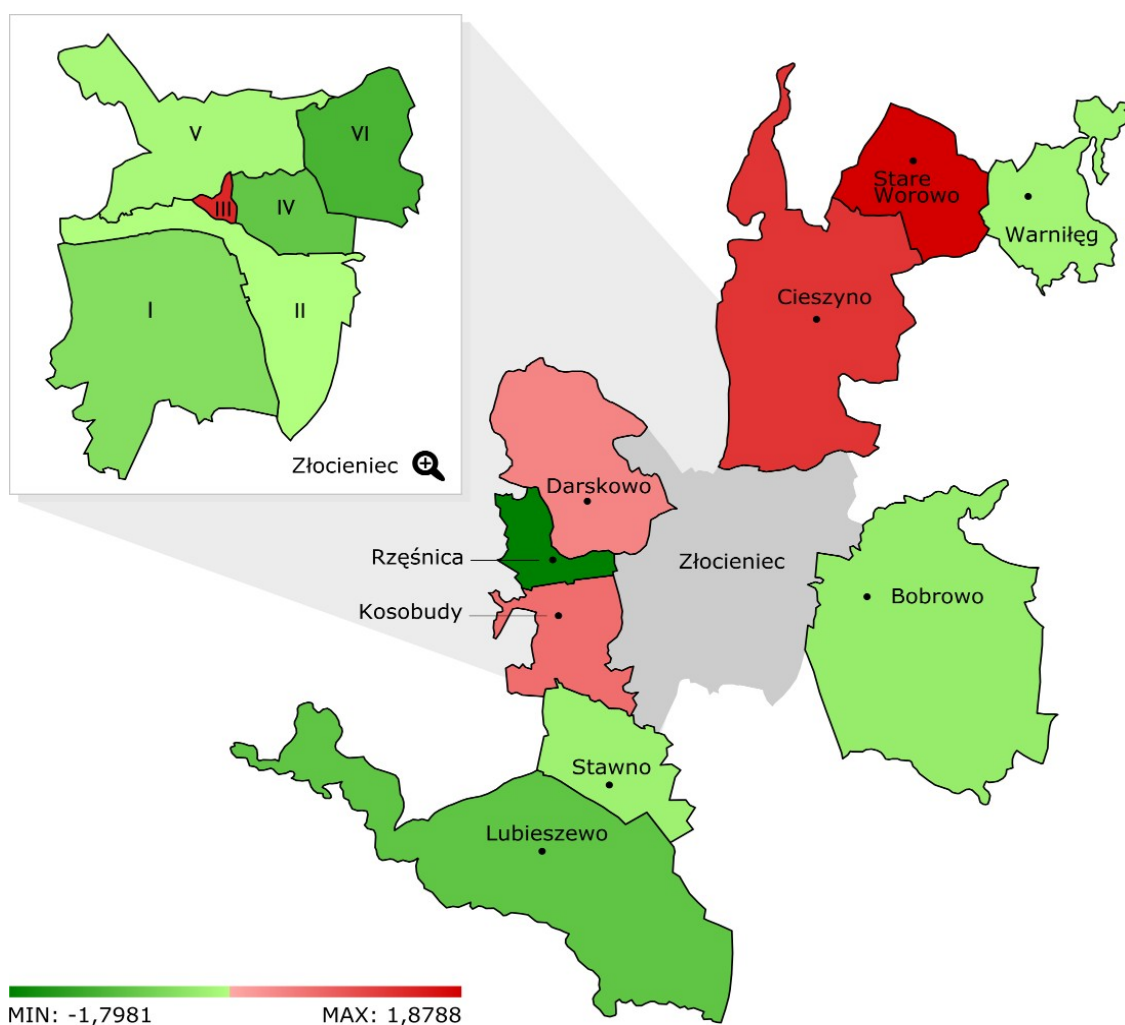 V
VI
III
IV
I
II
Złocieniec
Stare
Worowo
Warniłęg
Cieszyno
Darskowo
Rzęśnica
Złocieniec
Kosobudy
Bobrowo
Stawno
Lubieszewo
MIN: -1,7981
MAX: 1,8788